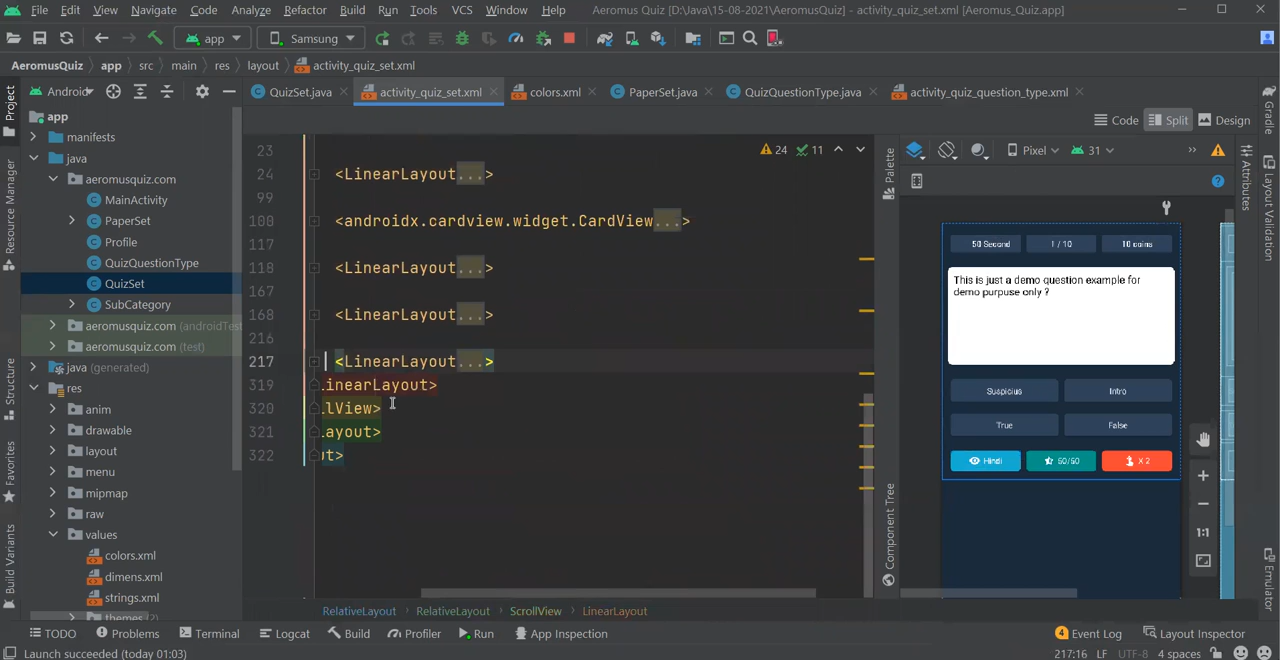 File Edit View Navigate Code Analyze Refactor Build Run Tools VCS Window Help Aeromus Quiz [D:\Java\15-08-2021\AeromusQuiz] - activity_quiz_set.xml [Aeromus_Quiz.app]
app Samsung
AeromusQuiz app src main res layout activity_quiz_set.xml
Android QuizSet.java activity_quiz_set.xml colors.xml PaperSet.java QuizQuestionType.java activity_quiz_question_type.xml
Code Split Design
Project
Resource Manager
Structure
Favorites
Build Variants
app
manifests
java
aeromusquiz.com
MainActivity
PaperSet
Profile
QuizQuestionType
QuizSet
SubCategory
aeromusquiz.com (androidTest
aeromusquiz.com (test)
java (generated)
res
anim
drawable
layout
menu
mipmap
raw
values
colors.xml
dimens.xml
strings.xml
themes (2)
24 11
23
24 <LinearLayout...>
99
100 <androidx.cardview.widget.CardView...>
117
118 <LinearLayout...>
167
168 <LinearLayout...>
216
217 <LinearLayout...>
319 inearLayout>
320 llView>
321 ayout>
322 ut>
RelativeLayout RelativeLayout ScrollView LinearLayout
Palette
Component Tree
Pixel 31
50 Second 1 / 10 10 coins
This is just a demo question example for
demo purpuse only ?
Suspicius Intro
True False
Hindi 50/50 X 2
1:1
Gradle
Attributes
Layout Validation
Emulator
TODO Problems Terminal Logcat Build Profiler Run App Inspection 4 Event Log Layout Inspector
Launch succeeded (today 01:03) 217:16 LF UTF-8 4 spaces